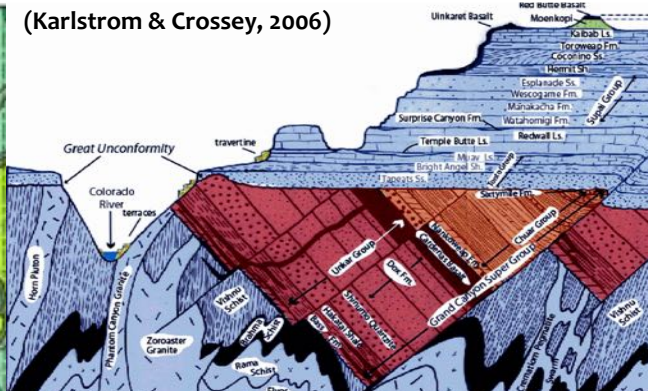 (Karlstrom & Crossey, 2006)
Red Butte Basalt
Uinkaret Basalt
Moenkopi
Kaibab Ls.
Toroweap Fm.
Coconino Ss.
Hermit Sh.
Esplanade Ss.
Wescogame Fm.
Manakacha Fm.
Supai Group
Surprise Canyon Fm.
Watahomigi Fm.
Redwall Ls.
Great Unconformity
travertine
Temple Butte Ls.
Muav Ls.
Bright Angel Sh.
Tapeats Ss.
Sixtymile Fm.
Colorado
River
terraces
Unkar Group
Nankoweap Fm.
Cardenas Basalt
Chuar Group
Grand Canyon Super Group
Dox Fm.
Shinumo Quartzite
Hakatai Shale
Horn Pluton
Phantom Canyon Granite
Vishnu
Schist
Zoroaster
Granite
Brahma
Schist
Rama
Schist
Vishnu
Schist